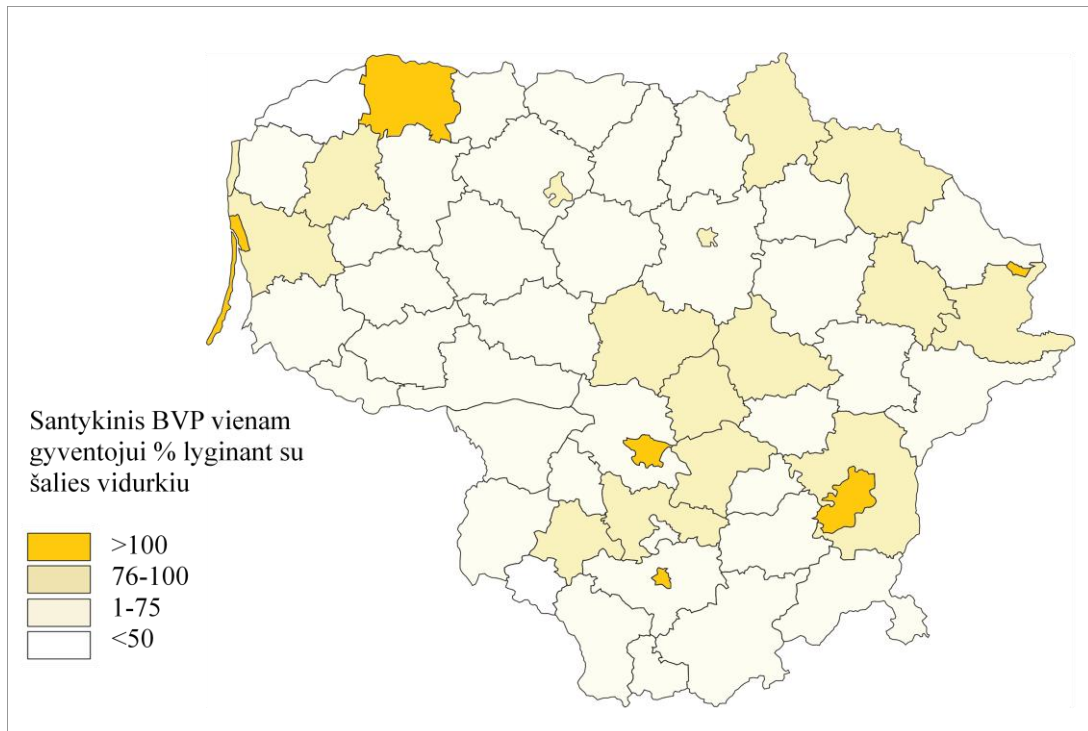 Santykinis BVP vienam
gyventojui % lyginant su
šalies vidurkiu
>100
76-100
1-75
<50